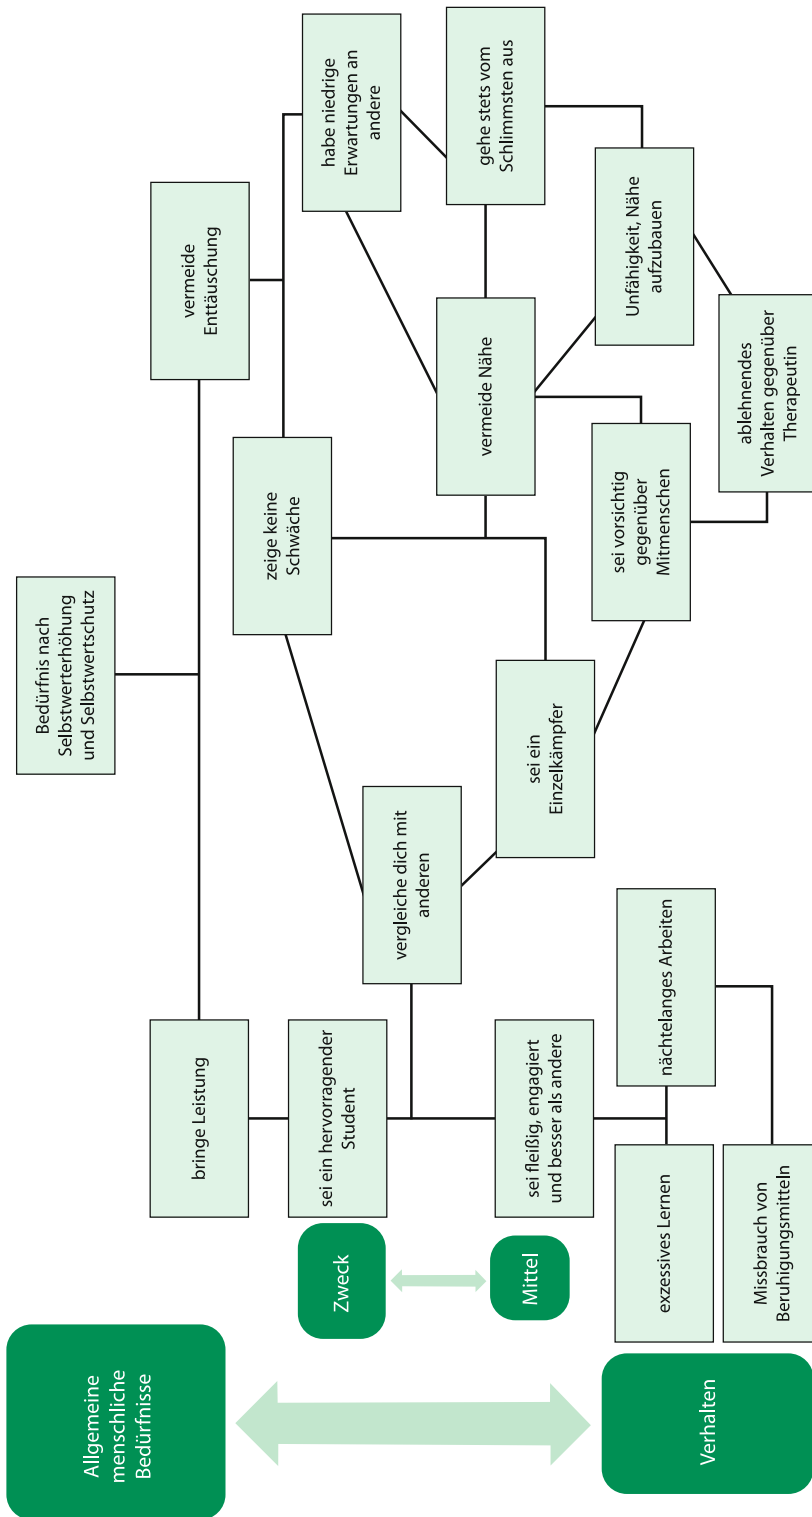 Allgemeine
menschliche
Bedürfnisse
Zweck
Mittel
Verhalten
Bedürfnis nach
Selbstwerterhöhung
und Selbstwertschutz
bringe Leistung
vermeide
Enttäuschung
sei ein hervorragender
Student
zeige keine
Schwäche
habe niedrige
Erwartungen an
andere
vergleiche dich mit
anderen
vermeide Nähe
gehe stets vom
Schlimmsten aus
sei fleißig, engagiert
und besser als andere
sei ein
Einzelkämpfer
sei vorsichtig
gegenüber
Mitmenschen
Unfähigkeit, Nähe
aufzubauen
exzessives Lernen
nächtelanges Arbeiten
Missbrauch von
Beruhigungsmitteln
ablehnendes
Verhalten gegenüber
Therapeutin